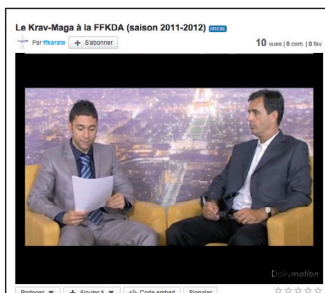 Le Krav-Maga à la FFKDA (saison 2011-2012) OFFICIAL
Par ffkarate + S'abonner 10 vues | 0 com. | 0 fav.
Dailymotion
Partager + Ajouter à </> Code embed Signaler